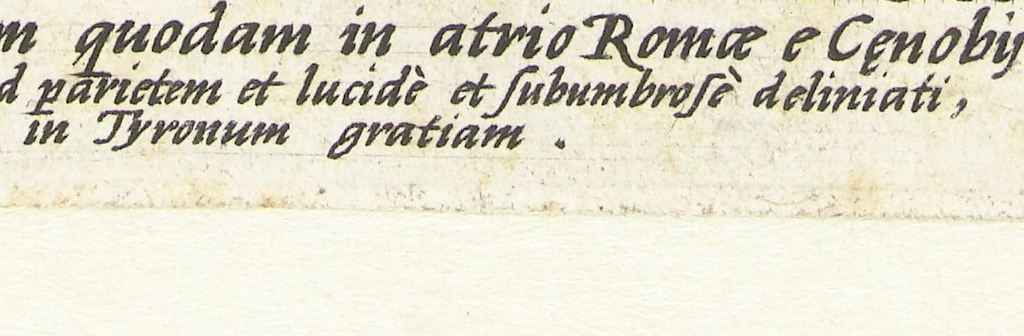 m quodam in atrio Romæ e Cęnobij
d parietem et lucidè et ſubumbroſè deliniati,
in Tyronum gratiam .